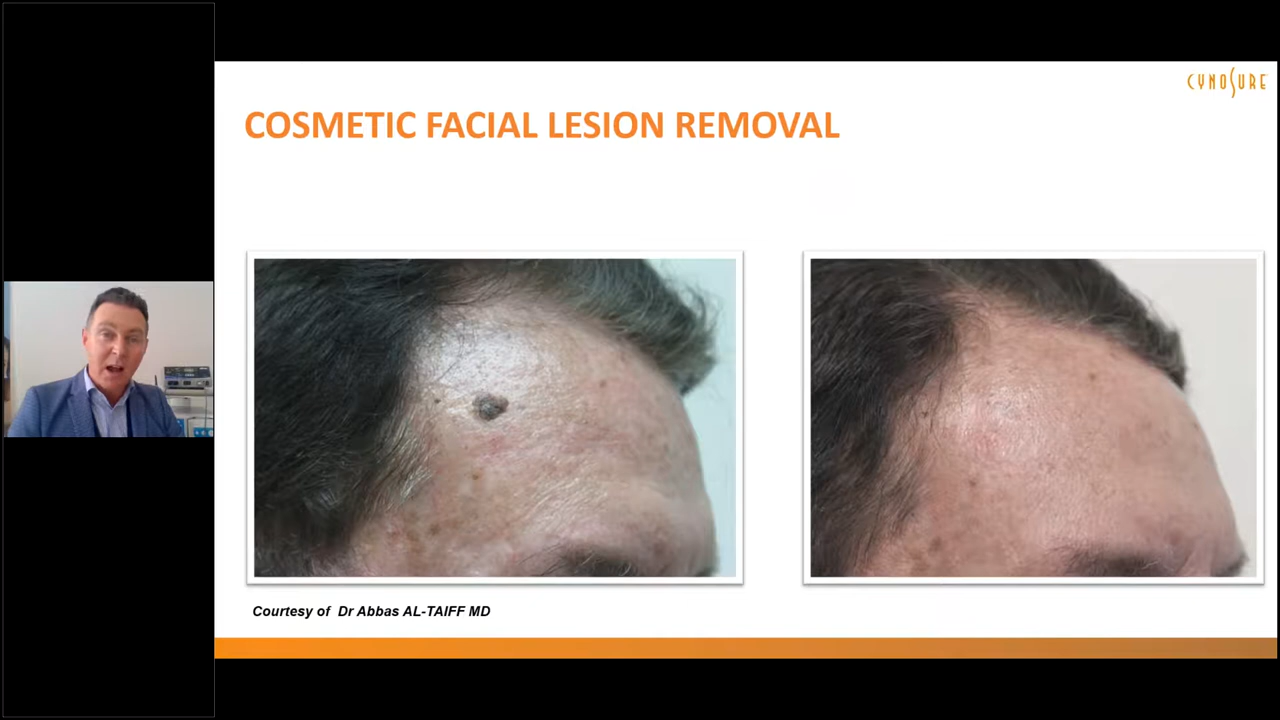 CYNOSURE
COSMETIC FACIAL LESION REMOVAL
Courtesy of Dr Abbas AL-TAIFF MD